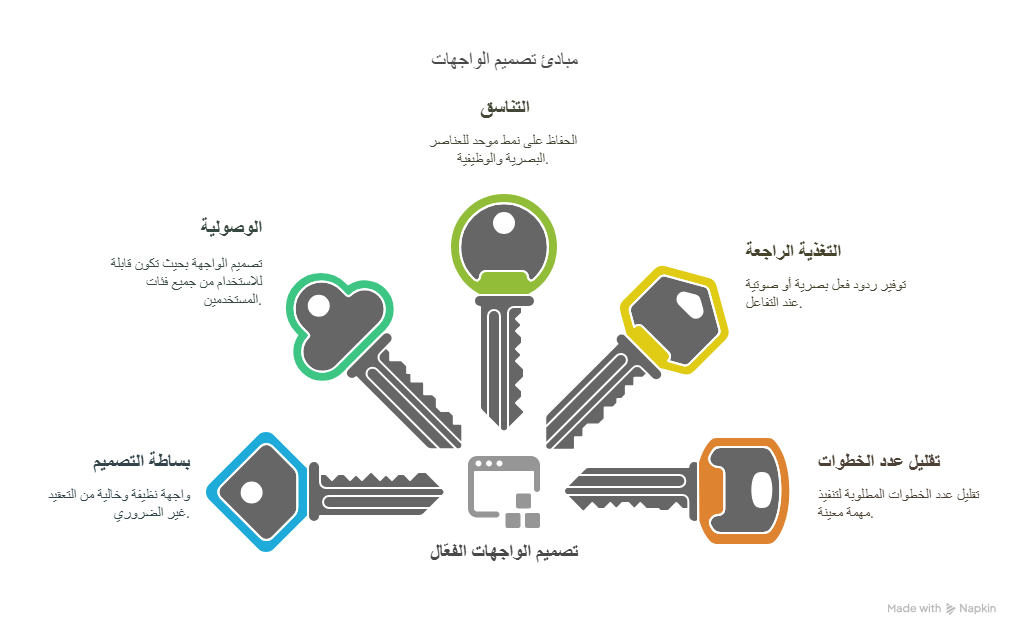 مبادئ تصميم الواجهات
التناسق
الحفاظ على نمط موحد للعناصر
البصرية والوظيفية.
الوصولية
تصميم الواجهة بحيث تكون قابلة
للاستخدام من جميع فئات
المستخدمين.
التغذية الراجعة
توفير ردود فعل بصرية أو صوتية
عند التفاعل.
بساطة التصميم
واجهة نظيفة وخالية من التعقيد
غير الضروري.
تقليل عدد الخطوات
تقليل عدد الخطوات المطلوبة لتنفيذ
مهمة معينة.
تصميم الواجهات الفعّال
Made with Napkin